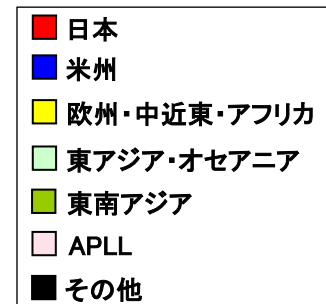 日本
米州
欧州・中近東・アフリカ
東アジア・オセアニア
東南アジア
APLL
その他